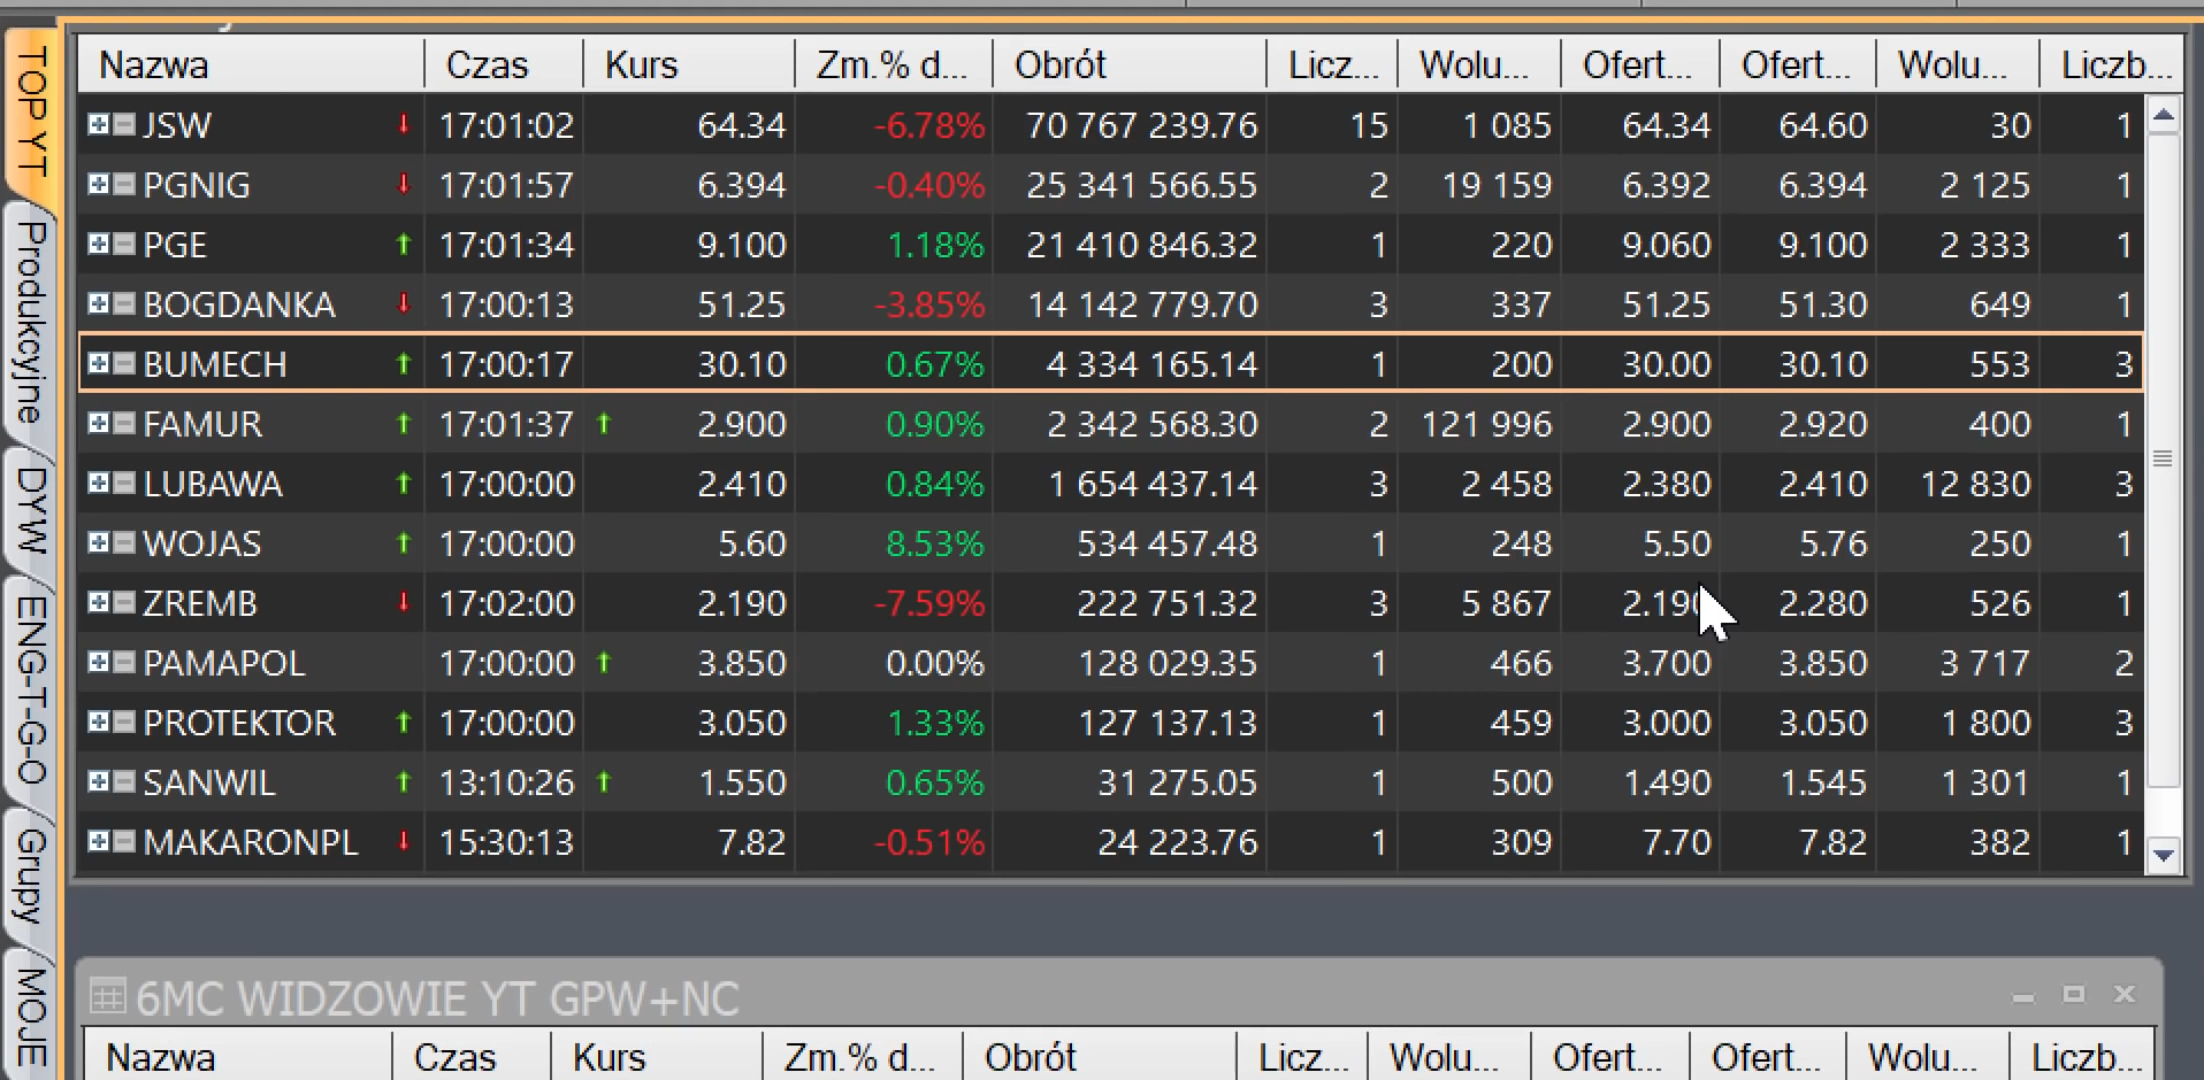 Nazwa Czas Kurs Zm.% d... Obrót Licz... Wolu... Ofert... Ofert... Wolu... Liczb...
JSW 17:01:02 64.34 -6.78% 70 767 239.76 15 1 085 64.34 64.60 30 1
PGNIG 17:01:57 6.394 -0.40% 25 341 566.55 2 19 159 6.392 6.394 2 125 1
PGE 17:01:34 9.100 1.18% 21 410 846.32 1 220 9.060 9.100 2 333 1
BOGDANKA 17:00:13 51.25 -3.85% 14 142 779.70 3 337 51.25 51.30 649 1
BUMECH 17:00:17 30.10 0.67% 4 334 165.14 1 200 30.00 30.10 553 3
FAMUR 17:01:37 2.900 0.90% 2 342 568.30 2 121 996 2.900 2.920 400 1
LUBAWA 17:00:00 2.410 0.84% 1 654 437.14 3 2 458 2.380 2.410 12 830 3
WOJAS 17:00:00 5.60 8.53% 534 457.48 1 248 5.50 5.76 250 1
ZREMB 17:02:00 2.190 -7.59% 222 751.32 3 5 867 2.190 2.280 526 1
PAMAPOL 17:00:00 3.850 0.00% 128 029.35 1 466 3.700 3.850 3 717 2
PROTEKTOR 17:00:00 3.050 1.33% 127 137.13 1 459 3.000 3.050 1 800 3
SANWIL 13:10:26 1.550 0.65% 31 275.05 1 500 1.490 1.545 1 301 1
MAKARONPL 15:30:13 7.82 -0.51% 24 223.76 1 309 7.70 7.82 382 1
6MC WIDZOWIE YT GPW+NC
Nazwa Czas Kurs Zm.% d... Obrót Licz... Wolu... Ofert... Ofert... Wolu... Liczb...
TOP YT
Produkcyjne
DYW
ENG-T-G-O
Grupy
MOJE